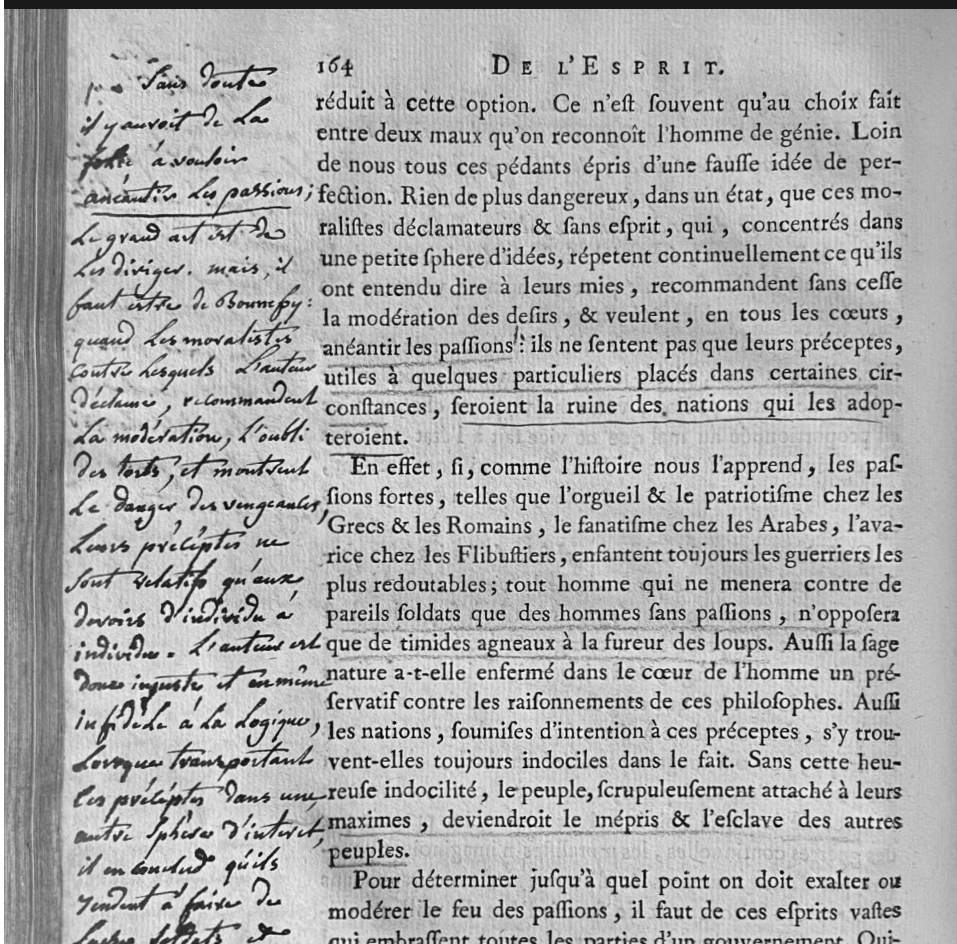 164 DE L'ESPRIT.
réduit à cette option. Ce n'eſt ſouvent qu'au choix fait
entre deux maux qu'on reconnoît l'homme de génie. Loin
de nous tous ces pédants épris d'une fauſſe idée de per-
fection. Rien de plus dangereux, dans un état, que ces mo-
raliſtes déclamateurs & ſans eſprit, qui, concentrés dans
une petite ſphere d'idées, répetent continuellement ce qu'ils
ont entendu dire à leurs mies, recommandent ſans ceſſe
la modération des deſirs, & veulent, en tous les cœurs,
anéantir les paſſions : ils ne ſentent pas que leurs préceptes,
utiles à quelques particuliers placés dans certaines cir-
conſtances, ſeroient la ruine des nations qui les adop-
teroient.
En effet, ſi, comme l'hiſtoire nous l'apprend, les paſ-
ſions fortes, telles que l'orgueil & le patriotiſme chez les
Grecs & les Romains, le fanatiſme chez les Arabes, l'ava-
rice chez les Flibuſtiers, enfantent toujours les guerriers les
plus redoutables; tout homme qui ne menera contre de
pareils ſoldats que des hommes ſans paſſions, n'oppoſera
que de timides agneaux à la fureur des loups. Auſſi la ſage
nature a-t-elle enfermé dans le cœur de l'homme un pré-
ſervatif contre les raiſonnements de ces philoſophes. Auſſi
les nations, ſoumiſes d'intention à ces préceptes, s'y trou-
vent-elles toujours indociles dans le fait. Sans cette heu-
reuſe indocilité, le peuple, ſcrupuleuſement attaché à leurs
maximes, deviendroit le mépris & l'eſclave des autres
peuples.
Pour déterminer juſqu'à quel point on doit exalter ou
modérer le feu des paſſions, il faut de ces eſprits vaſtes
qui embraſſent toutes les parties d'un gouvernement. Qui-
Sans doute
il y auroit de La
folie à vouloir
anéantir Les passions;
Le grand art est de
Les diriger. mais, il
faut estre de Bonne foy:
quand Les moralistes
contre Lesquels L'auteur
déclame, recommandent
La modération, L'oubli
des torts, et montrent
Le danger des vengeances,
Leurs préceptes ne
sont relatifs qu'aux
devoirs d'individu à
individu. L'auteur est
donc injuste et en même
infidèle à La Logique,
Lorsque transportant
ces préceptes dans une
autre sphère d'interet,
il en conclud qu'ils
tendent à faire de